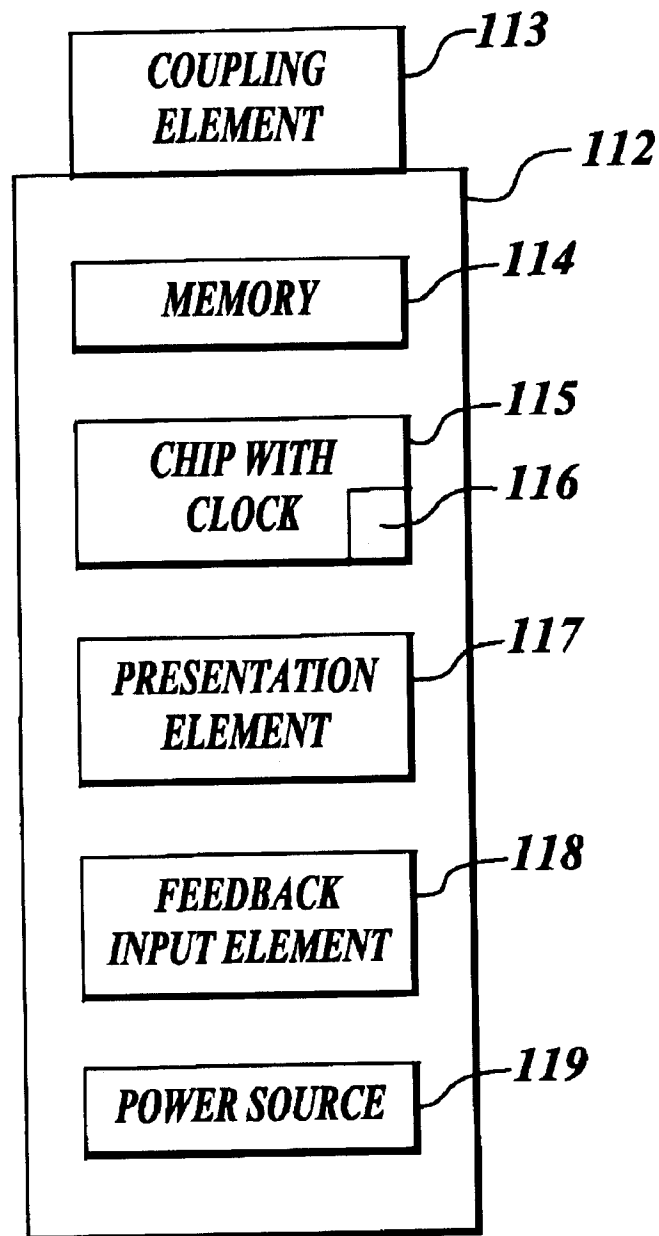 113
COUPLING
ELEMENT
112
114
MEMORY
115
CHIP WITH
CLOCK
116
117
PRESENTATION
ELEMENT
118
FEEDBACK
INPUT ELEMENT
119
POWER SOURCE